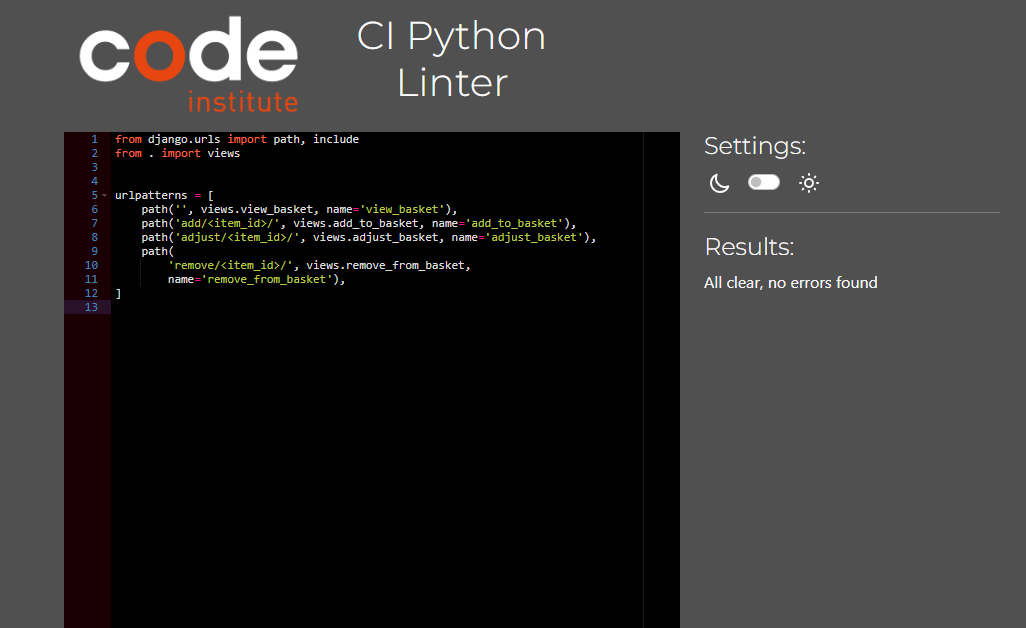 code
institute
CI Python
Linter
1 from django.urls import path, include
2 from . import views
3
4
5 urlpatterns = [
6     path('', views.view_basket, name='view_basket'),
7     path('add/<item_id>/', views.add_to_basket, name='add_to_basket'),
8     path('adjust/<item_id>/', views.adjust_basket, name='adjust_basket'),
9     path(
10         'remove/<item_id>/', views.remove_from_basket,
11         name='remove_from_basket'),
12 ]
13
Settings:
Results:
All clear, no errors found